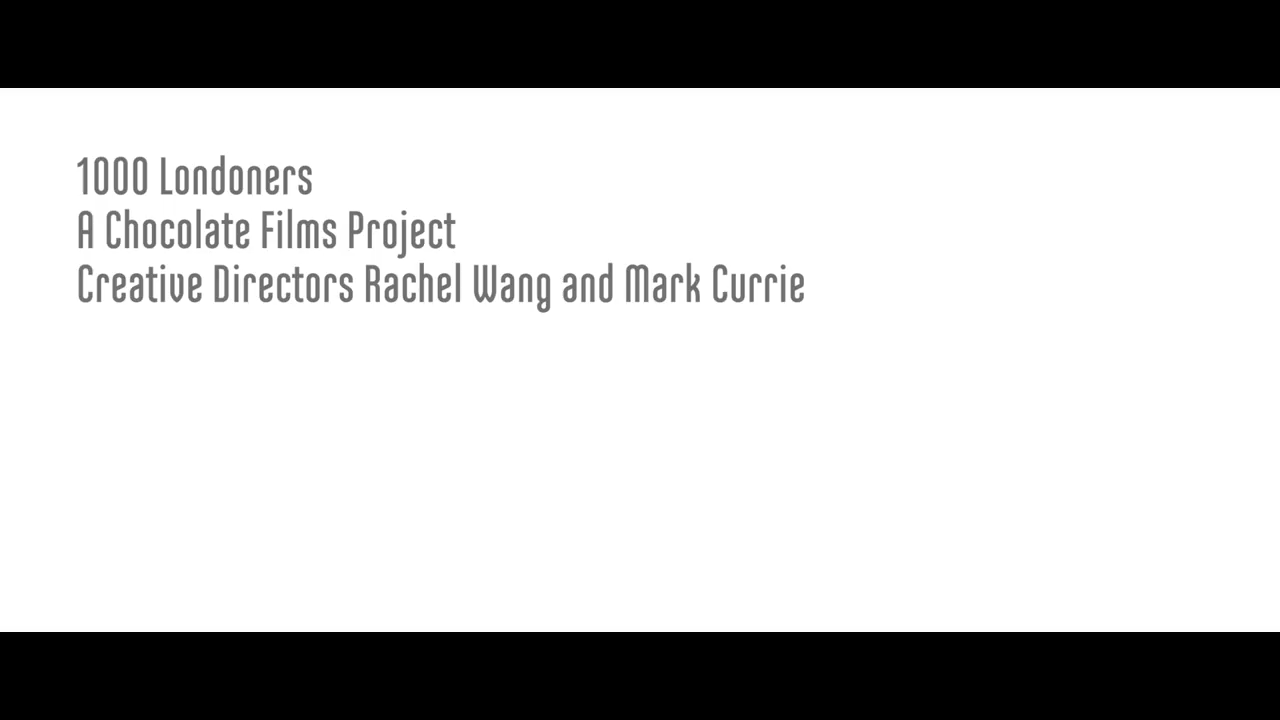 1000 Londoners
A Chocolate Films Project
Creative Directors Rachel Wang and Mark Currie